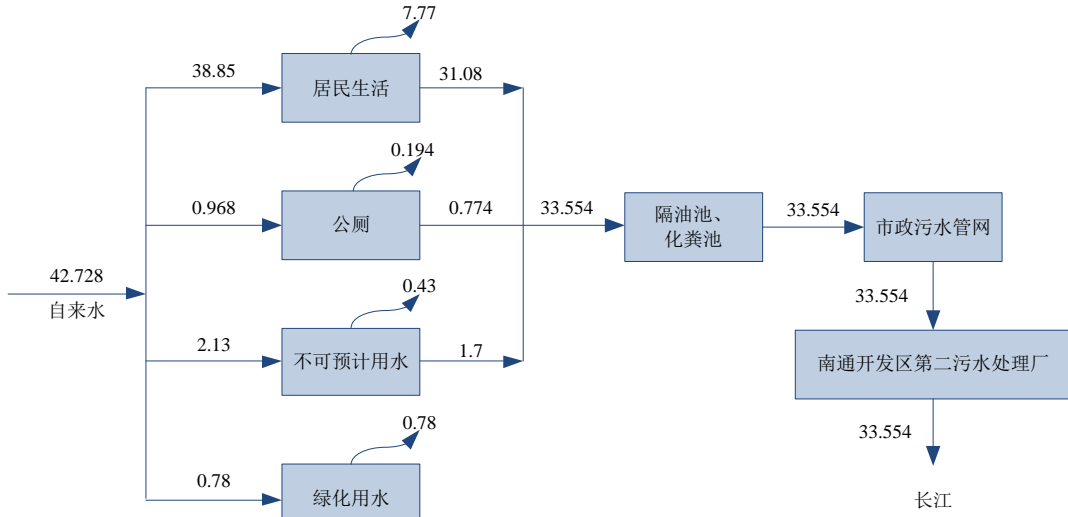 7.77
38.85
居民生活
31.08
0.194
0.968
公厕
0.774
33.554
隔油池、
化粪池
33.554
市政污水管网
42.728
自来水
0.43
2.13
不可预计用水
1.7
33.554
南通开发区第二污水处理厂
0.78
0.78
绿化用水
33.554
长江